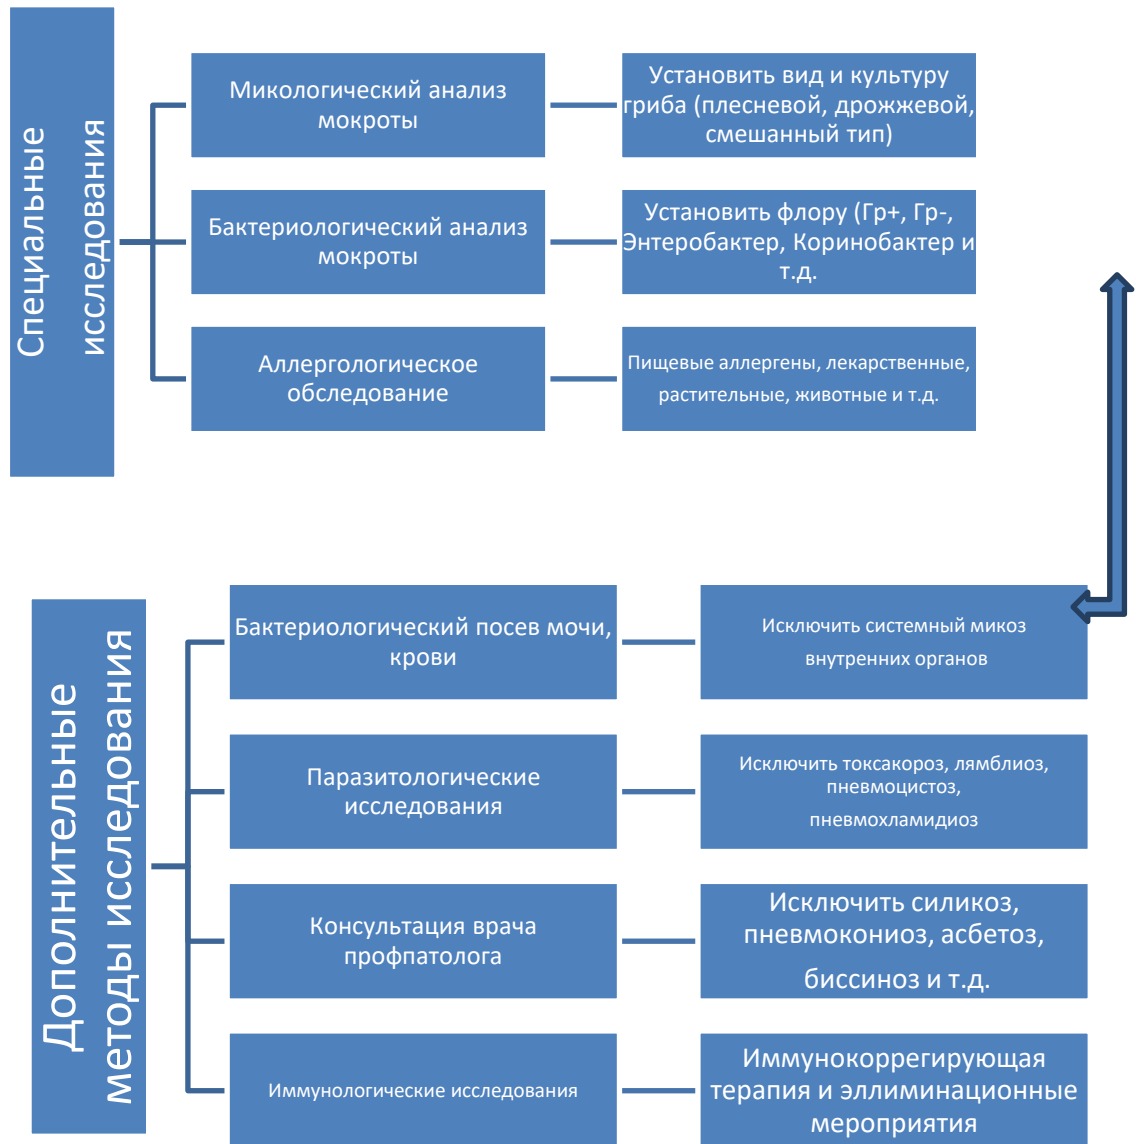 Специальные
исследования
Микологический анализ
мокроты
Установить вид и культуру
гриба (плесневой, дрожжевой,
смешанный тип)
Бактериологический анализ
мокроты
Установить флору (Гр+, Гр-,
Энтеробактер, Коринобактер и
т.д.
Аллергологическое
обследование
Пищевые аллергены, лекарственные,
растительные, животные и т.д.
Дополнительные
методы исследования
Бактериологический посев мочи,
крови
Исключить системный микоз
внутренних органов
Паразитологические
исследования
Исключить токсакороз, лямблиоз,
пневмоцистоз,
пневмохламидиоз
Консультация врача
профпатолога
Исключить силикоз,
пневмокониоз, асбетоз,
биссиноз и т.д.
Иммунологические исследования
Иммунокоррегирующая
терапия и эллиминационные
мероприятия